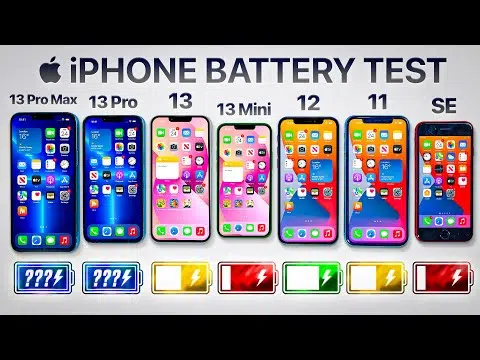 iPHONE BATTERY TEST
13 Pro Max
13 Pro
13
13 Mini
12
11
SE
???
???